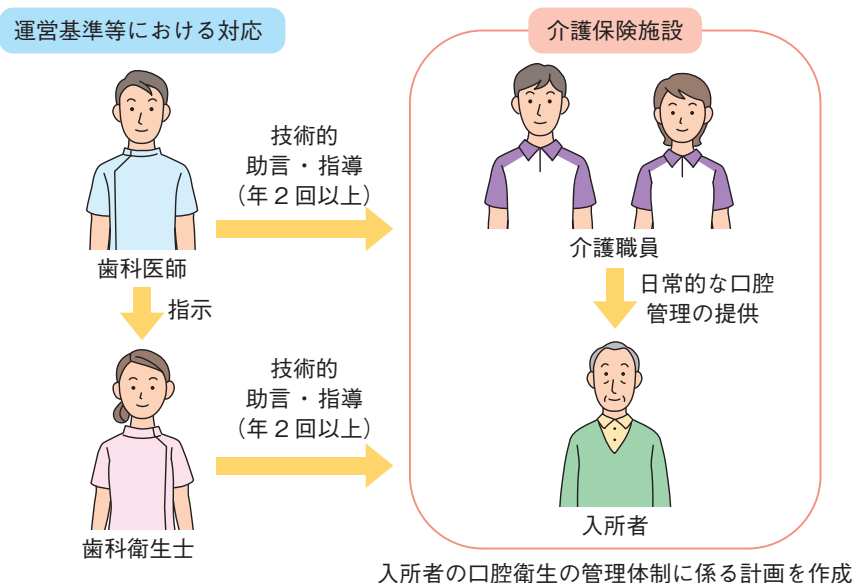 運営基準等における対応
介護保険施設
技術的
助言・指導
（年２回以上）
歯科医師
介護職員
指示
日常的な口腔
管理の提供
技術的
助言・指導
（年２回以上）
歯科衛生士
入所者
入所者の口腔衛生の管理体制に係る計画を作成